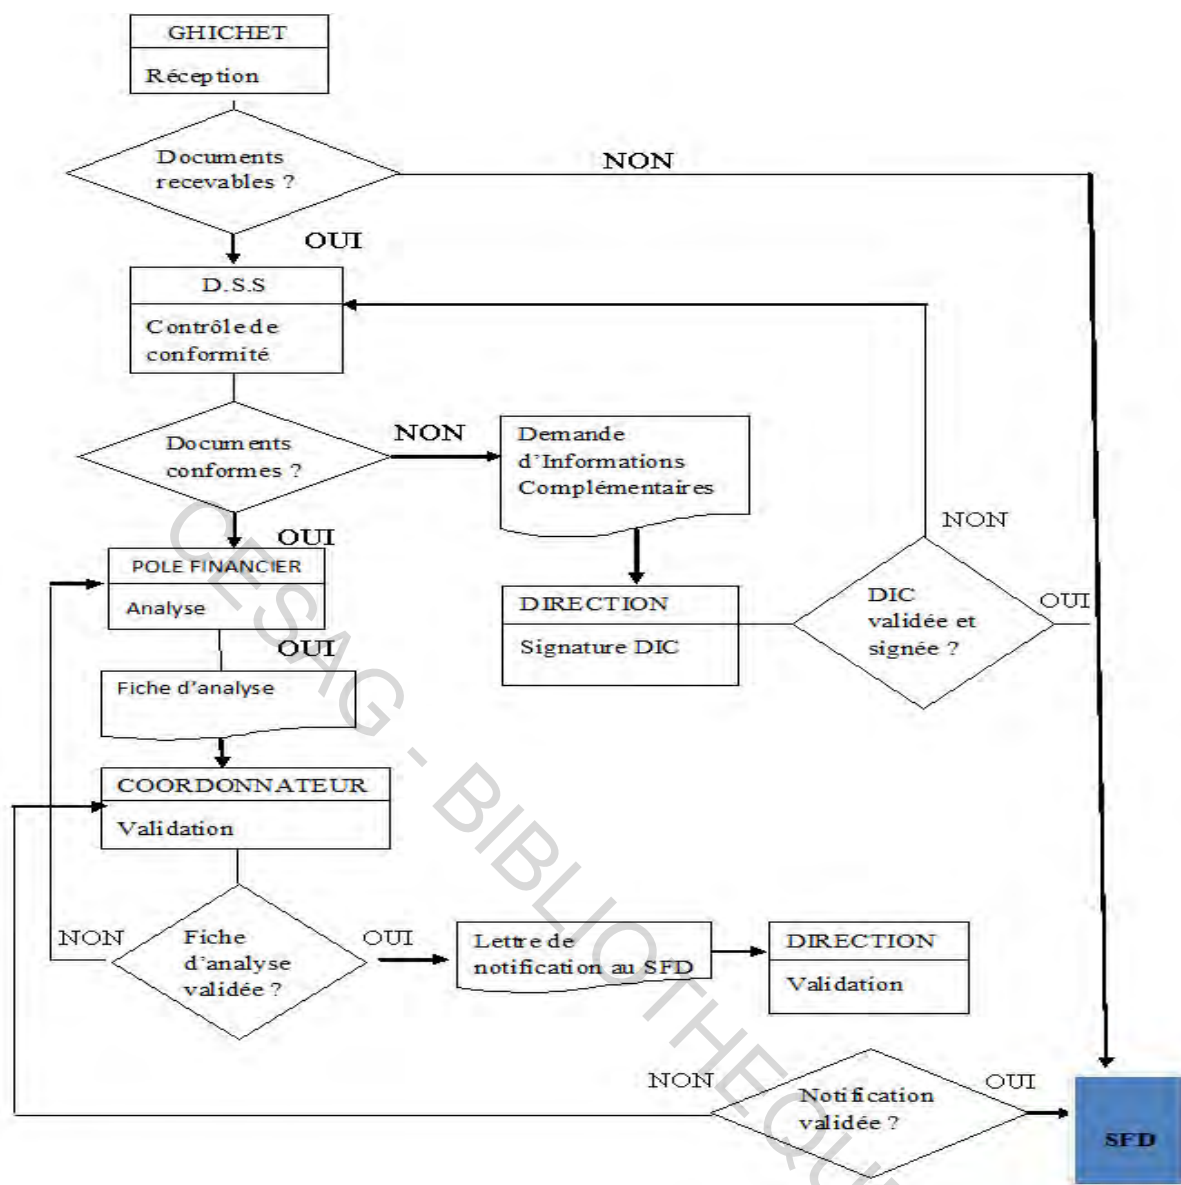 GHICHET
Réception
Documents
recevables ?
NON
OUI
D.S.S
Contrôle de
conformité
Documents
conformes ?
NON
Demande
d'Informations
Complémentaires
OUI
NON
POLE FINANCIER
Analyse
DIRECTION
Signature DIC
DIC
validée et
signée ?
OUI
OUI
Fiche d'analyse
COORDONNATEUR
Validation
NON
Fiche
d'analyse
validée ?
OUI
Lettre de
notification au SFD
DIRECTION
Validation
NON
Notification
validée ?
OUI
SFD
CESAG - BIBLIOTHEQUE